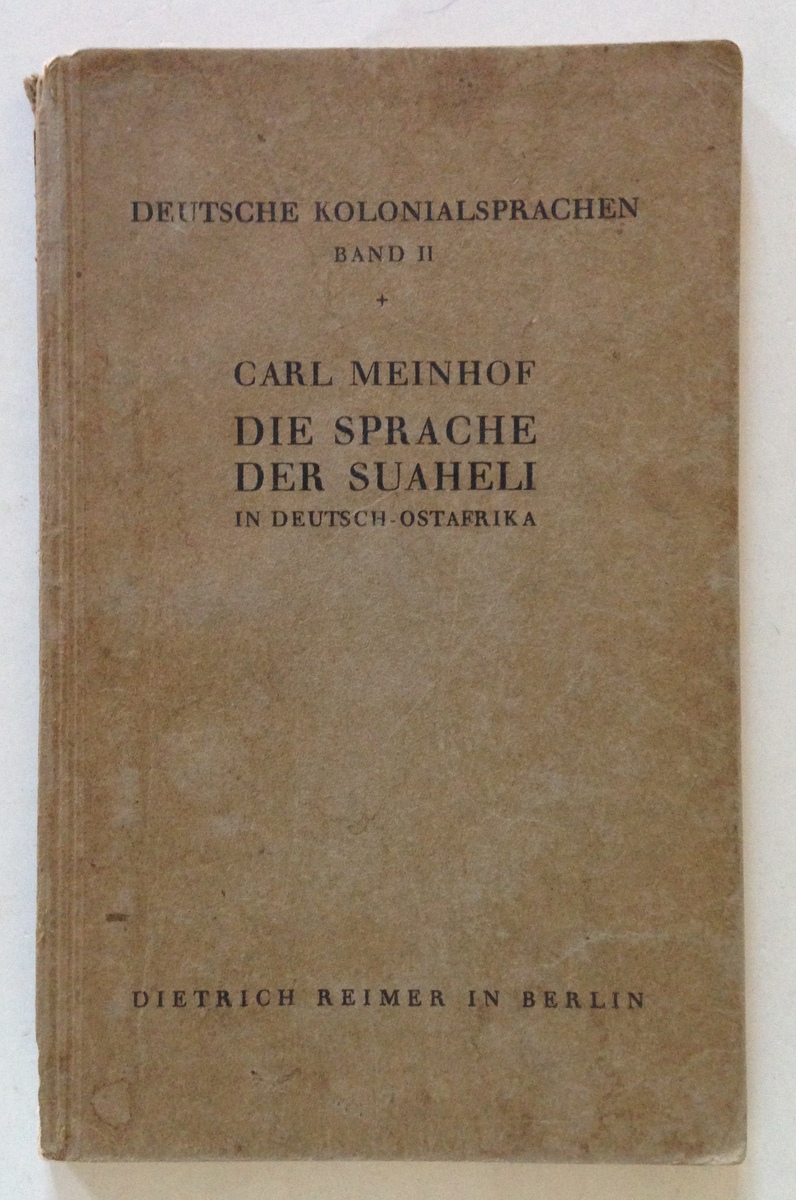 DEUTSCHE KOLONIALSPRACHEN
BAND II
+
CARL MEINHOF
DIE SPRACHE
DER SUAHELI
IN DEUTSCH-OSTAFRIKA
DIETRICH REIMER IN BERLIN